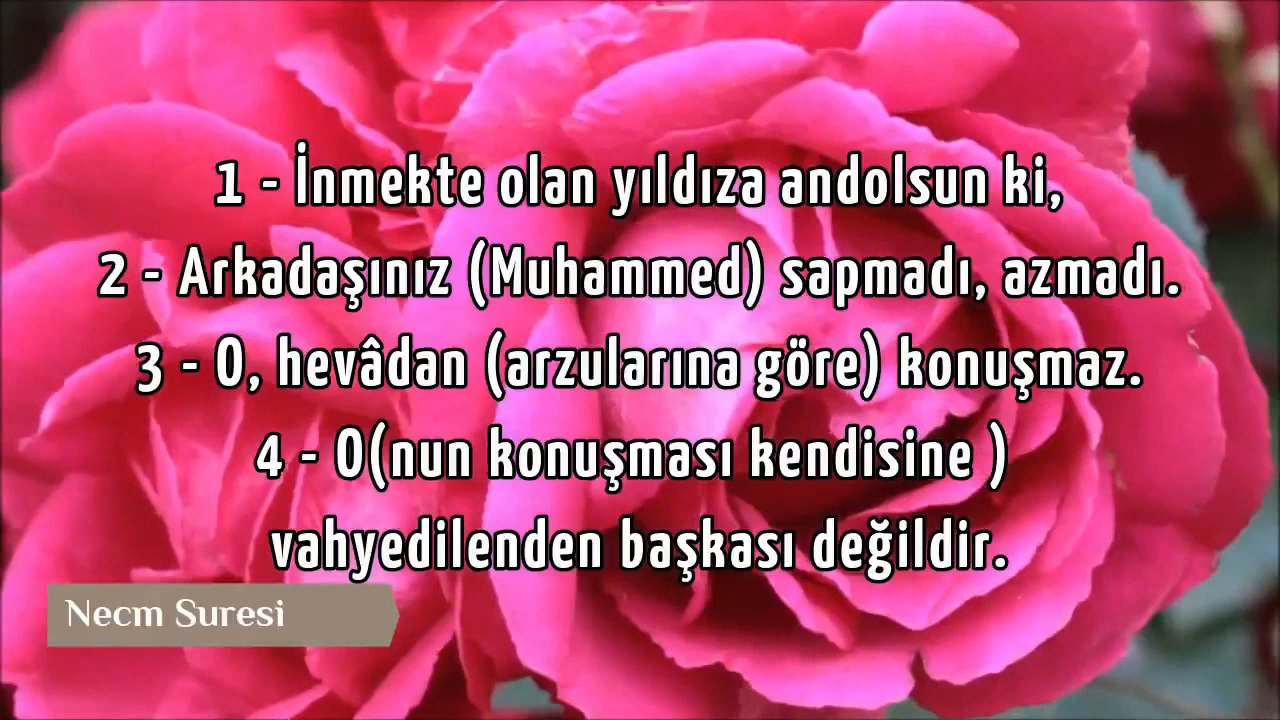 1 - İnmekte olan yıldıza andolsun ki,
2 - Arkadaşınız (Muhammed) sapmadı, azmadı.
3 - O, hevâdan (arzularına göre) konuşmaz.
4 - O(nun konuşması kendisine )
vahyedilenden başkası değildir.
Necm Suresi